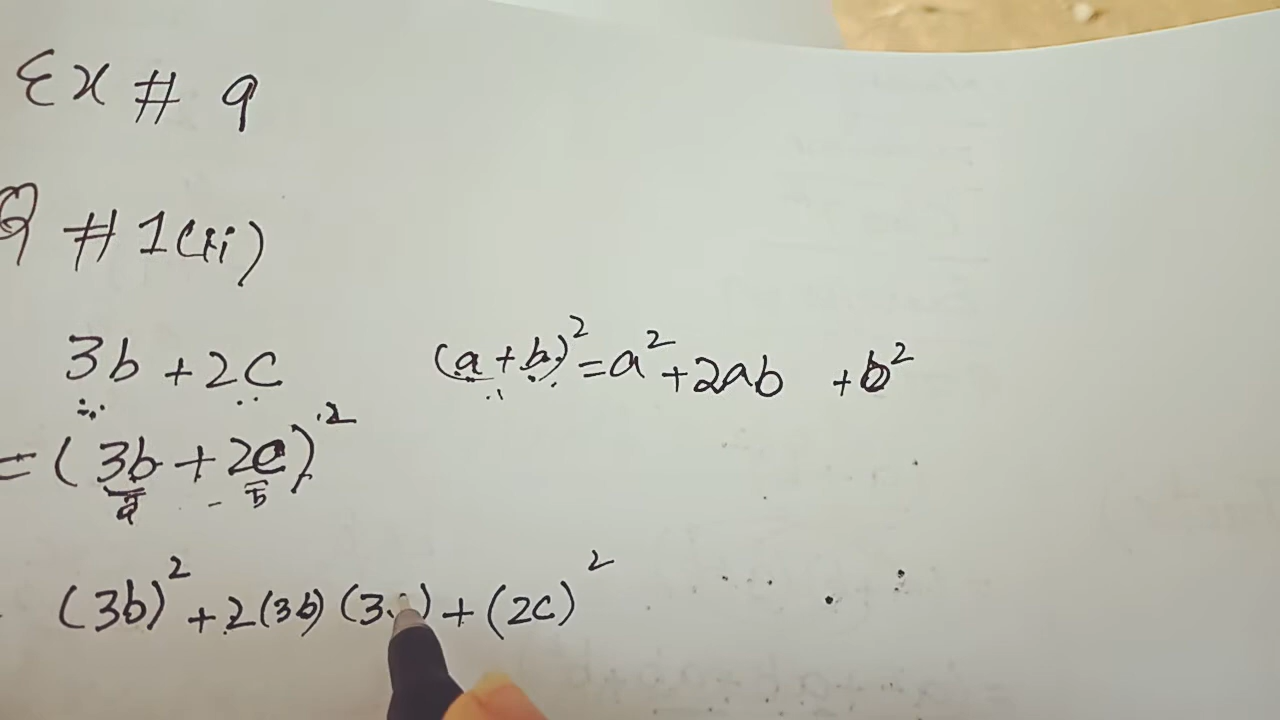 Ex # 9
Q # 1(ii)
3b + 2c
(a + b)² = a² + 2ab + b²
= (3b + 2c)²
a b
(3b)² + 2(3b) (3 ) + (2c)²